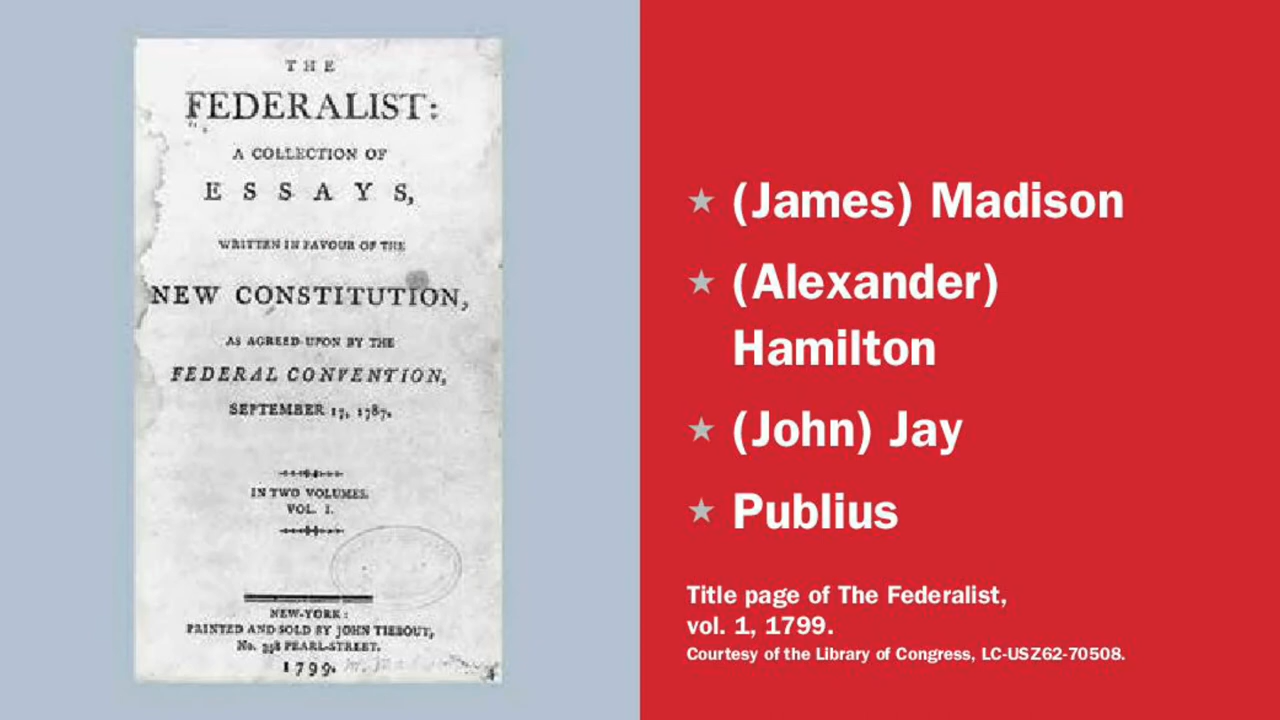 THE
FEDERALIST:
A COLLECTION OF
ESSAYS,
WRITTEN IN FAVOUR OF THE
NEW CONSTITUTION,
AS AGREED UPON BY THE
FEDERAL CONVENTION,
SEPTEMBER 17, 1787.
IN TWO VOLUMES.
VOL. I.
NEW-YORK:
PRINTED AND SOLD BY JOHN TIEBOUT,
No. 358 PEARL-STREET.
1799.
★ (James) Madison
★ (Alexander)
Hamilton
★ (John) Jay
★ Publius
Title page of The Federalist,
vol. 1, 1799.
Courtesy of the Library of Congress, LC-USZ62-70508.